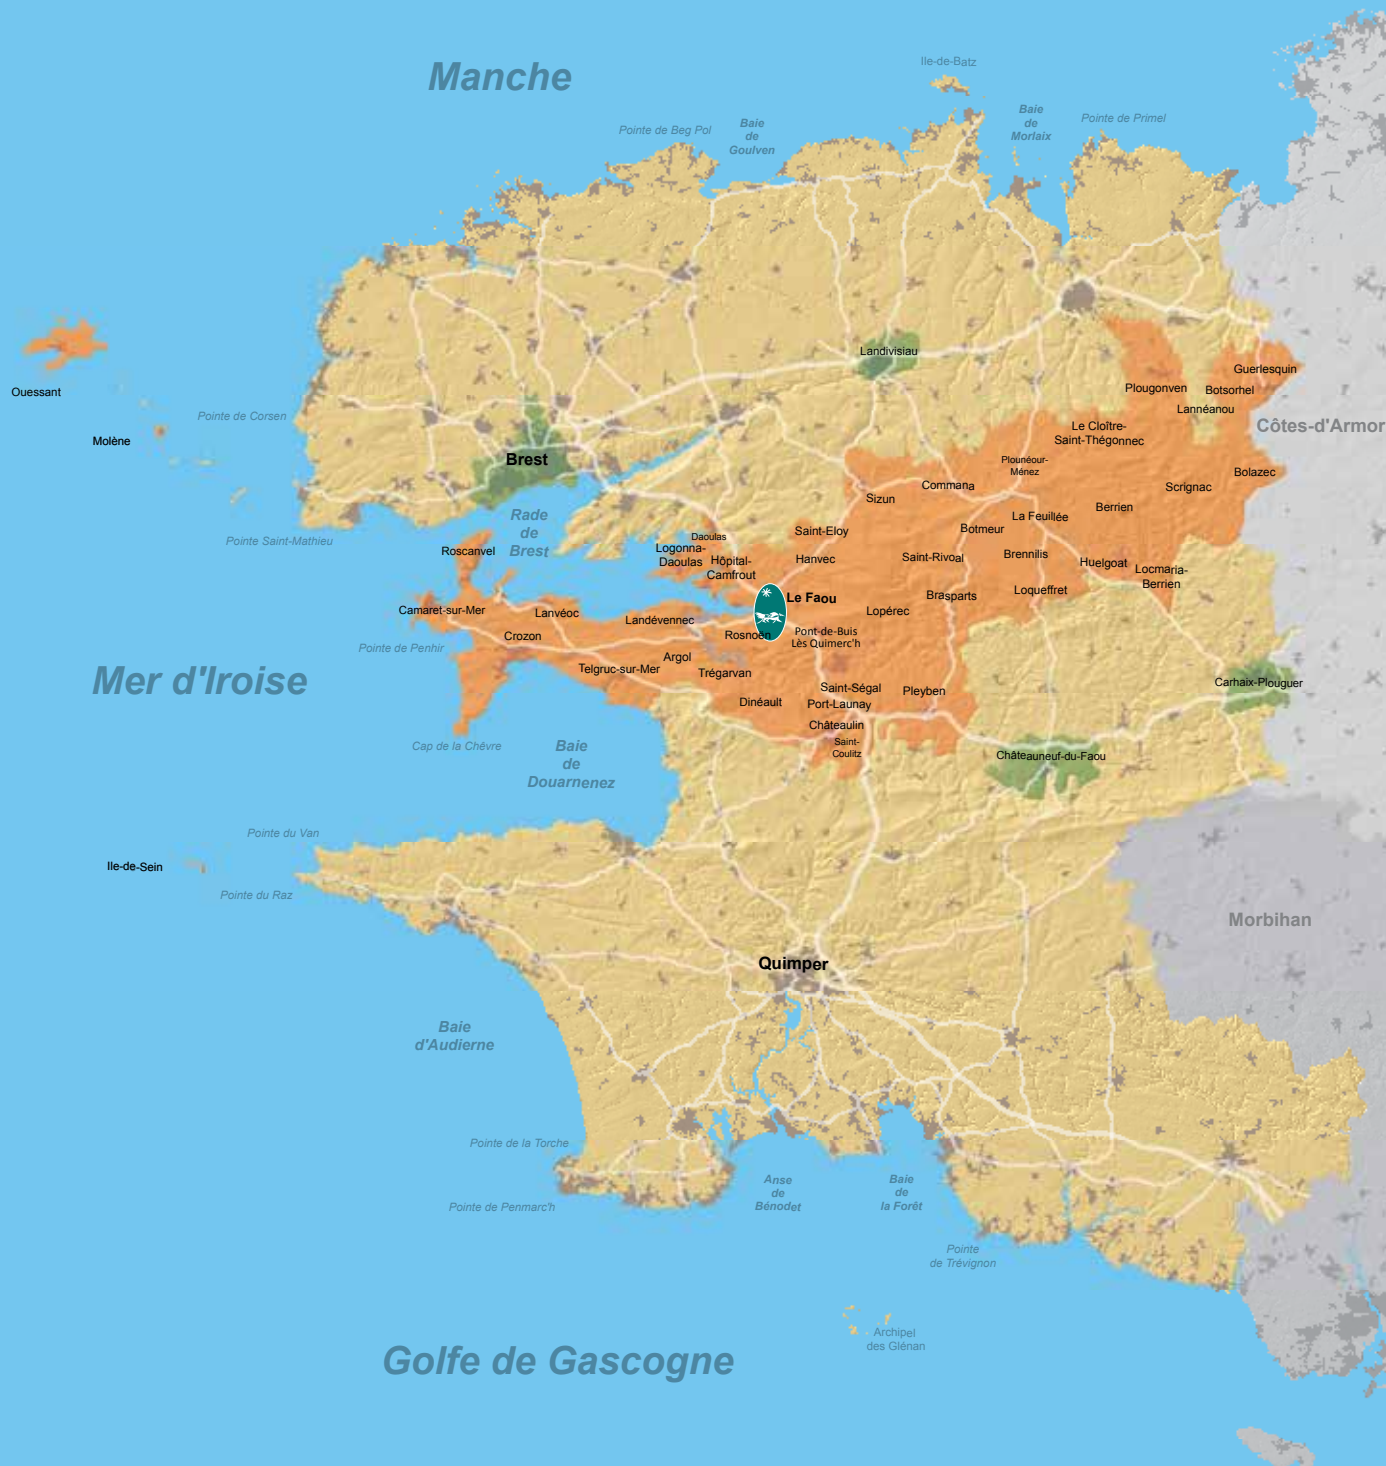 Manche
Ile-de-Batz
Pointe de Beg Pol
Baie
de
Goulven
Baie
de
Morlaix
Pointe de Primel
Landivisiau
Guerlesquin
Plougonven
Botsorhel
Lannéanou
Ouessant
Pointe de Corsen
Molène
Le Cloître-
Saint-Thégonnec
Côtes-d'Armor
Brest
Plounéour-
Ménez
Bolazec
Commana
Scrignac
Sizun
Berrien
La Feuillée
Botmeur
Rade
de
Brest
Pointe Saint-Mathieu
Saint-Eloy
Daoulas
Logonna-
Daoulas
Roscanvel
Hôpital-
Camfrout
Hanvec
Saint-Rivoal
Brennilis
Huelgoat
Locmaria-
Berrien
Loqueffret
Brasparts
Le Faou
Lopérec
Camaret-sur-Mer
Lanvéoc
Landévennec
Crozon
Rosnoën
Pont-de-Buis
Lès Quimerc'h
Pointe de Penhir
Argol
Telgruc-sur-Mer
Trégarvan
Mer d'Iroise
Saint-Ségal
Pleyben
Carhaix-Plouguer
Dinéault
Port-Launay
Châteaulin
Saint-
Coulitz
Cap de la Chêvre
Baie
de
Douarnenez
Châteauneuf-du-Faou
Pointe du Van
Ile-de-Sein
Pointe du Raz
Morbihan
Quimper
Baie
d'Audierne
Pointe de la Torche
Pointe de Penmarc'h
Anse
de
Bénodet
Baie
de
la Forêt
Pointe
de Trévignon
Archipel
des Glénan
Golfe de Gascogne